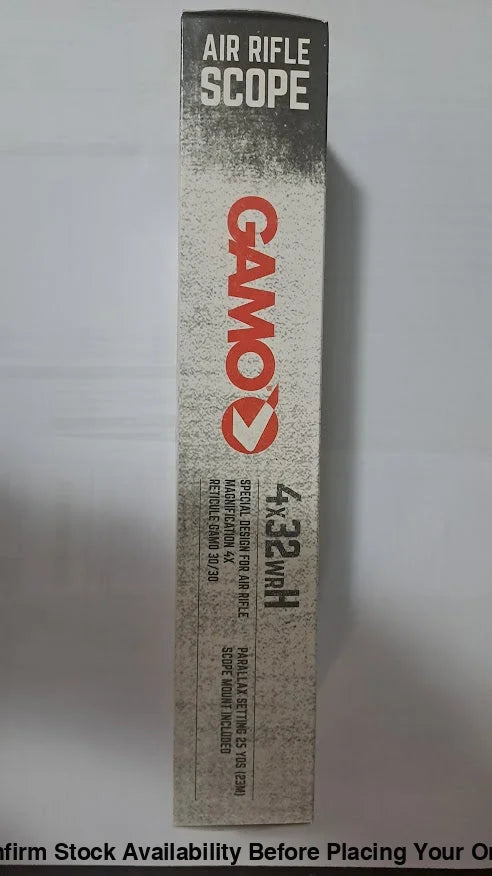 AIR RIFLE
SCOPE
GAMO
4x32WRH
SPECIAL DESIGN FOR AIR-RIFLE
MAGNIFICATION 4X
RETICULE GAMO 30/30
PARALLAX SETTING 25 YDS (23M)
SCOPE MOUNT INCLUDED
nfirm Stock Availability Before Placing Your Or